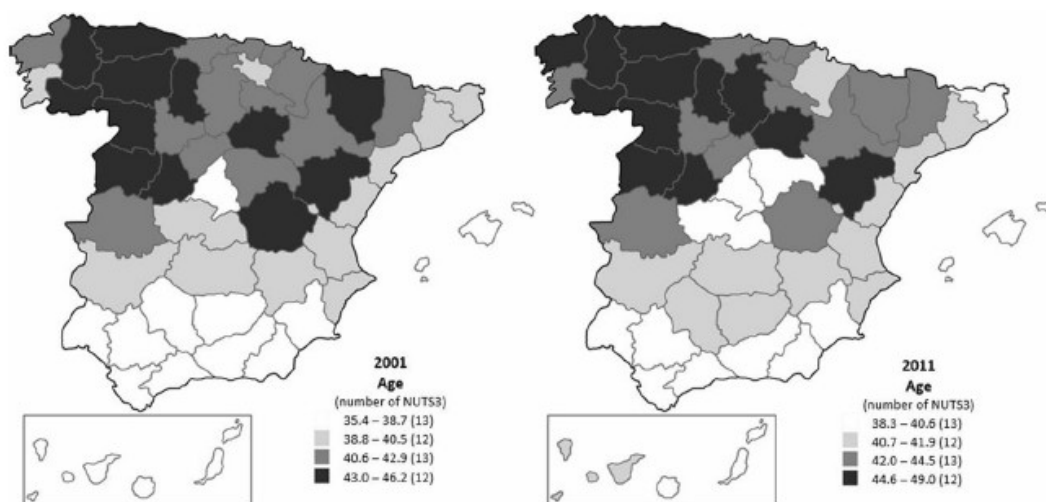 2001
Age
(number of NUTS3)
35.4 – 38.7 (13)
38.8 – 40.5 (12)
40.6 – 42.9 (13)
43.0 – 46.2 (12)
2011
Age
(number of NUTS3)
38.3 – 40.6 (13)
40.7 – 41.9 (12)
42.0 – 44.5 (13)
44.6 – 49.0 (12)